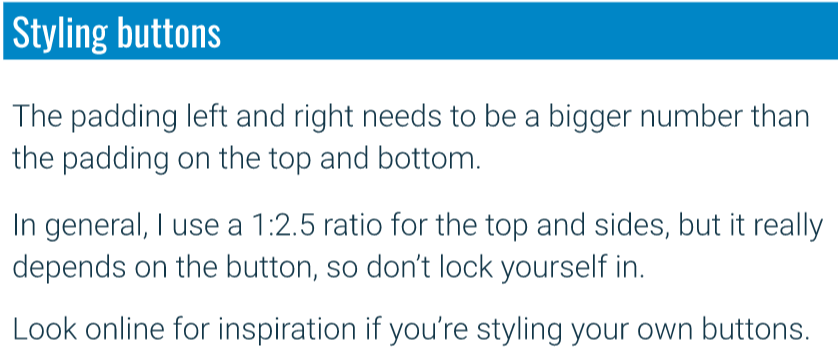 Styling buttons
The padding left and right needs to be a bigger number than
the padding on the top and bottom.
In general, I use a 1:2.5 ratio for the top and sides, but it really
depends on the button, so don't lock yourself in.
Look online for inspiration if you're styling your own buttons.